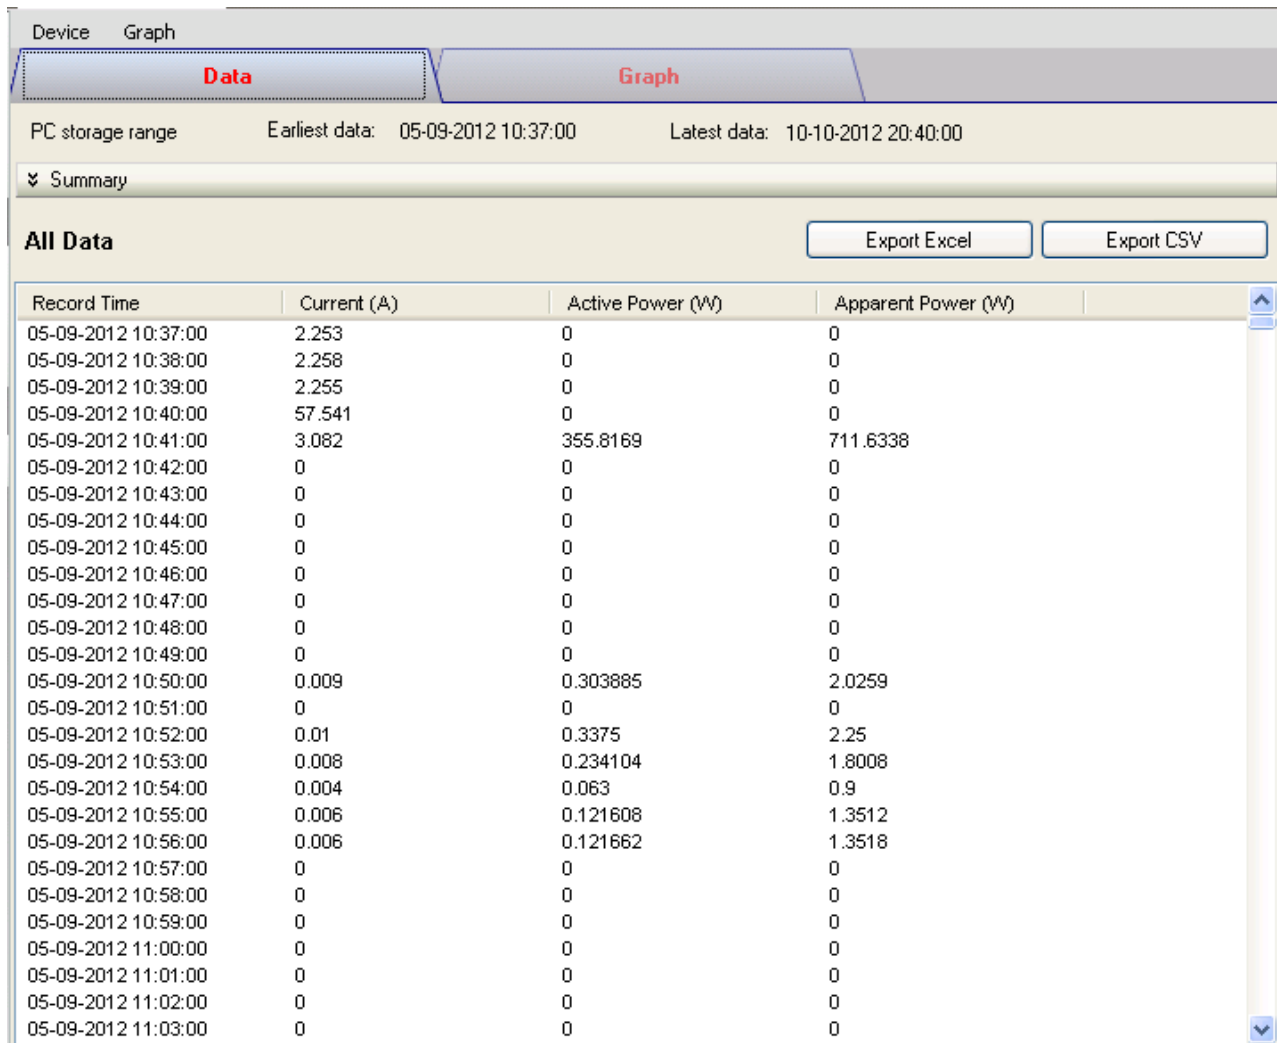 Device Graph
Data Graph
PC storage range Earliest data: 05-09-2012 10:37:00 Latest data: 10-10-2012 20:40:00
Summary
All Data Export Excel Export CSV
Record Time Current (A) Active Power (W) Apparent Power (W)
05-09-2012 10:37:00 2.253 0 0
05-09-2012 10:38:00 2.258 0 0
05-09-2012 10:39:00 2.255 0 0
05-09-2012 10:40:00 57.541 0 0
05-09-2012 10:41:00 3.082 355.8169 711.6338
05-09-2012 10:42:00 0 0 0
05-09-2012 10:43:00 0 0 0
05-09-2012 10:44:00 0 0 0
05-09-2012 10:45:00 0 0 0
05-09-2012 10:46:00 0 0 0
05-09-2012 10:47:00 0 0 0
05-09-2012 10:48:00 0 0 0
05-09-2012 10:49:00 0 0 0
05-09-2012 10:50:00 0.009 0.303885 2.0259
05-09-2012 10:51:00 0 0 0
05-09-2012 10:52:00 0.01 0.3375 2.25
05-09-2012 10:53:00 0.008 0.234104 1.8008
05-09-2012 10:54:00 0.004 0.063 0.9
05-09-2012 10:55:00 0.006 0.121608 1.3512
05-09-2012 10:56:00 0.006 0.121662 1.3518
05-09-2012 10:57:00 0 0 0
05-09-2012 10:58:00 0 0 0
05-09-2012 10:59:00 0 0 0
05-09-2012 11:00:00 0 0 0
05-09-2012 11:01:00 0 0 0
05-09-2012 11:02:00 0 0 0
05-09-2012 11:03:00 0 0 0